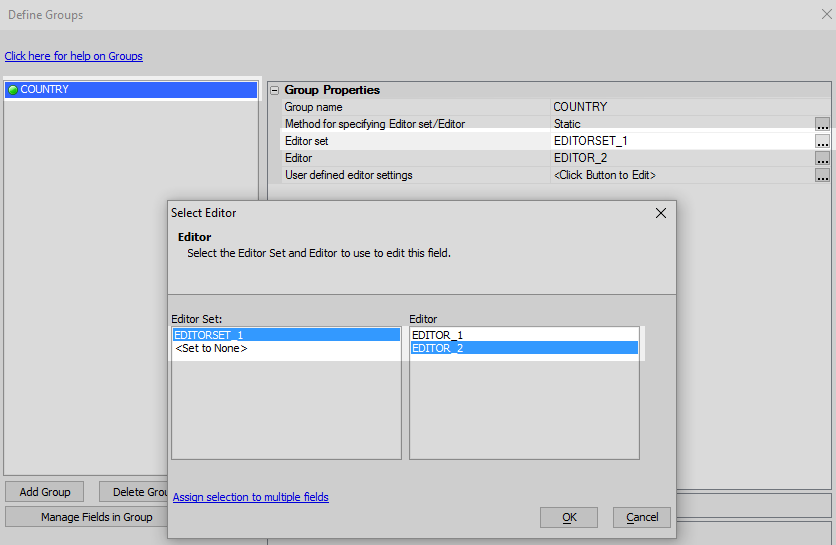 Define Groups
Click here for help on Groups
COUNTRY
Group Properties
Group name COUNTRY
Method for specifying Editor set/Editor Static ...
Editor set EDITORSET_1 ...
Editor EDITOR_2 ...
User defined editor settings <Click Button to Edit> ...
Select Editor
Editor
Select the Editor Set and Editor to use to edit this field.
Editor Set: Editor
EDITORSET_1 EDITOR_1
<Set to None> EDITOR_2
Assign selection to multiple fields
OK Cancel
Add Group Delete Grou
Manage Fields in Group